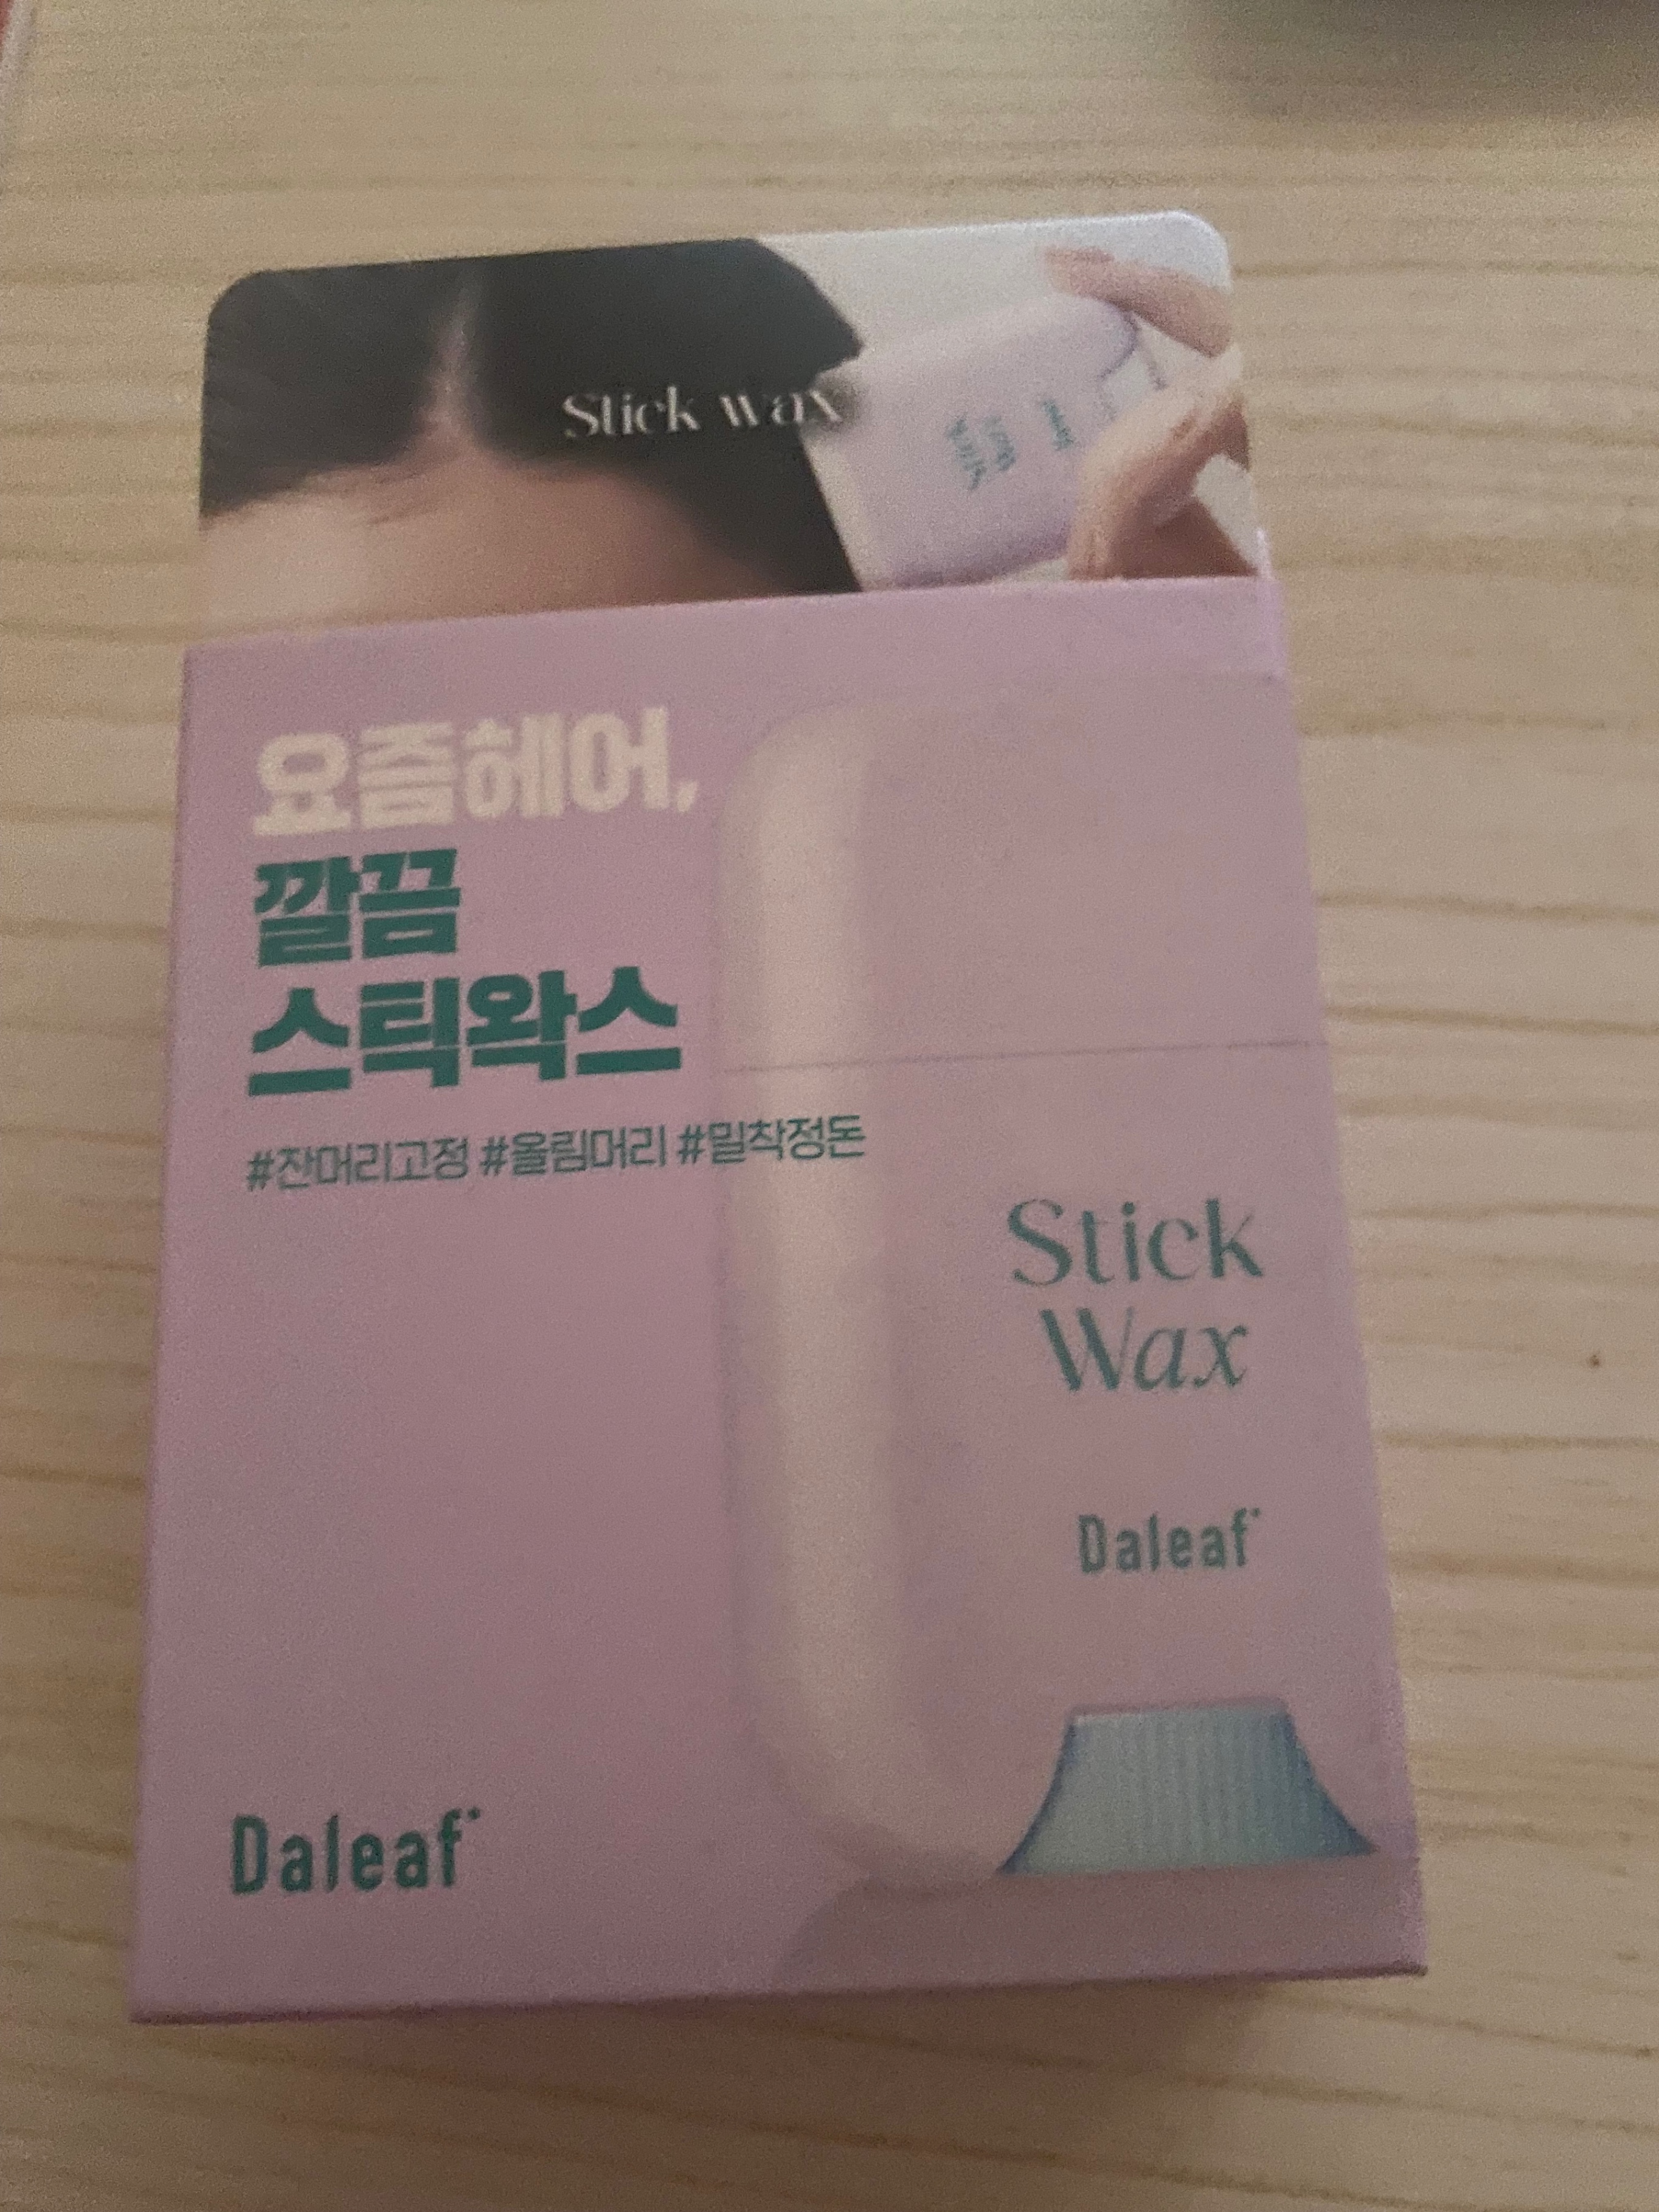 Stick wax
요즘헤어,
깔끔
스틱왁스
#잔머리고정 #올림머리 #밀착정돈
Stick
Wax
Daleaf
Daleaf